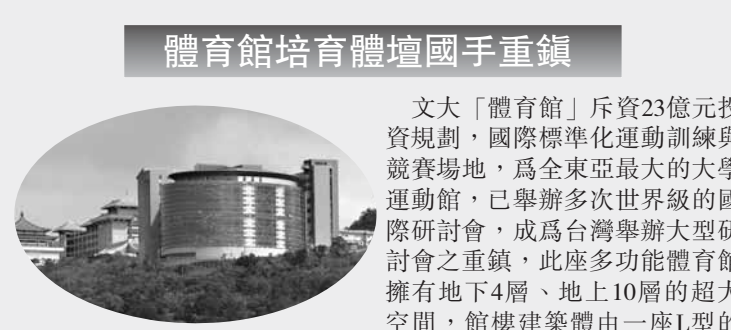 體育館培育體壇國手重鎭
文大「體育館」斥資23億元投
資規劃，國際標準化運動訓練與
競賽場地，爲全東亞最大的大學
運動館，已舉辦多次世界級的國
際研討會，成爲台灣舉辦大型研
討會之重鎮，此座多功能體育館
擁有地下4層、地上10層的超大
空間，館樓建築體由一座L型的